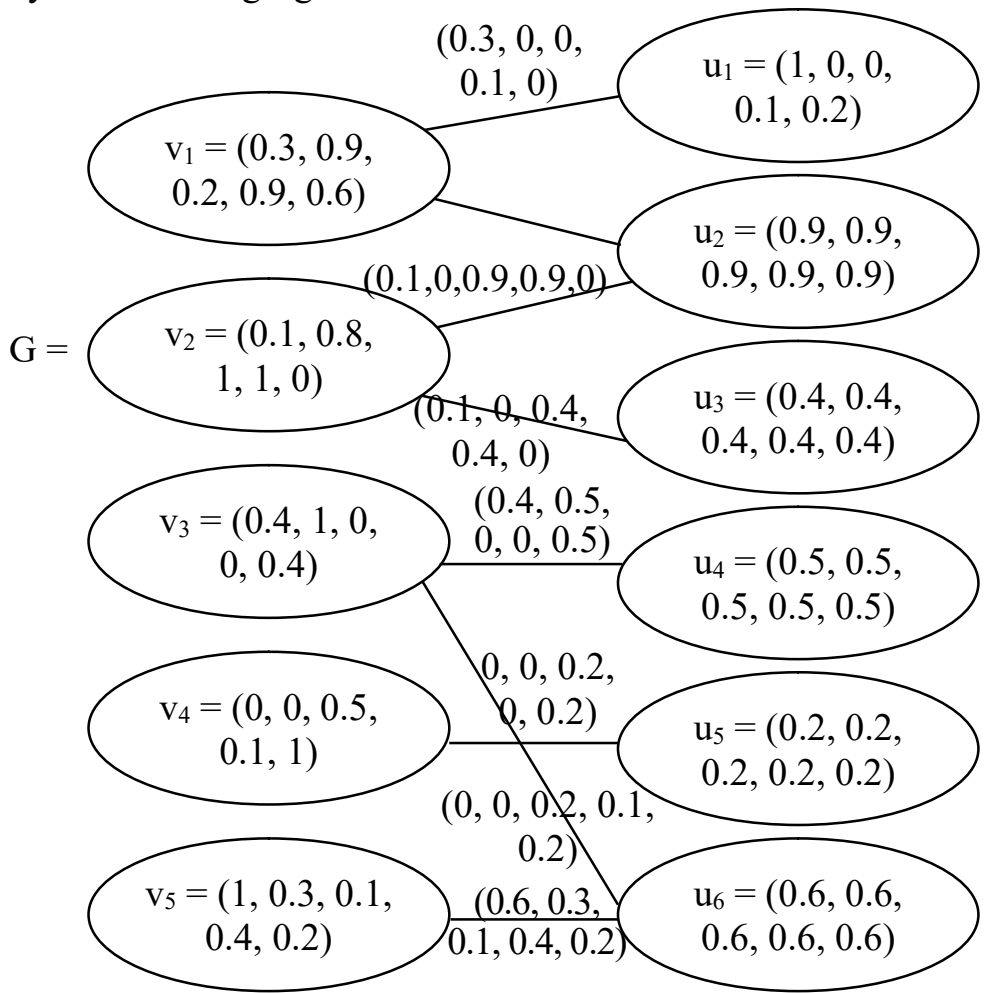 (0.3, 0, 0,
0.1, 0)
u₁ = (1, 0, 0,
0.1, 0.2)
v₁ = (0.3, 0.9,
0.2, 0.9, 0.6)
u₂ = (0.9, 0.9,
0.9, 0.9, 0.9)
(0.1,0,0.9,0.9,0)
G =
v₂ = (0.1, 0.8,
1, 1, 0)
(0.1, 0, 0.4,
0.4, 0)
u₃ = (0.4, 0.4,
0.4, 0.4, 0.4)
v₃ = (0.4, 1, 0,
0, 0.4)
(0.4, 0.5,
0, 0, 0.5)
u₄ = (0.5, 0.5,
0.5, 0.5, 0.5)
v₄ = (0, 0, 0.5,
0.1, 1)
0, 0, 0.2,
0, 0.2)
u₅ = (0.2, 0.2,
0.2, 0.2, 0.2)
(0, 0, 0.2, 0.1,
0.2)
v₅ = (1, 0.3, 0.1,
0.4, 0.2)
(0.6, 0.3,
0.1, 0.4, 0.2)
u₆ = (0.6, 0.6,
0.6, 0.6, 0.6)